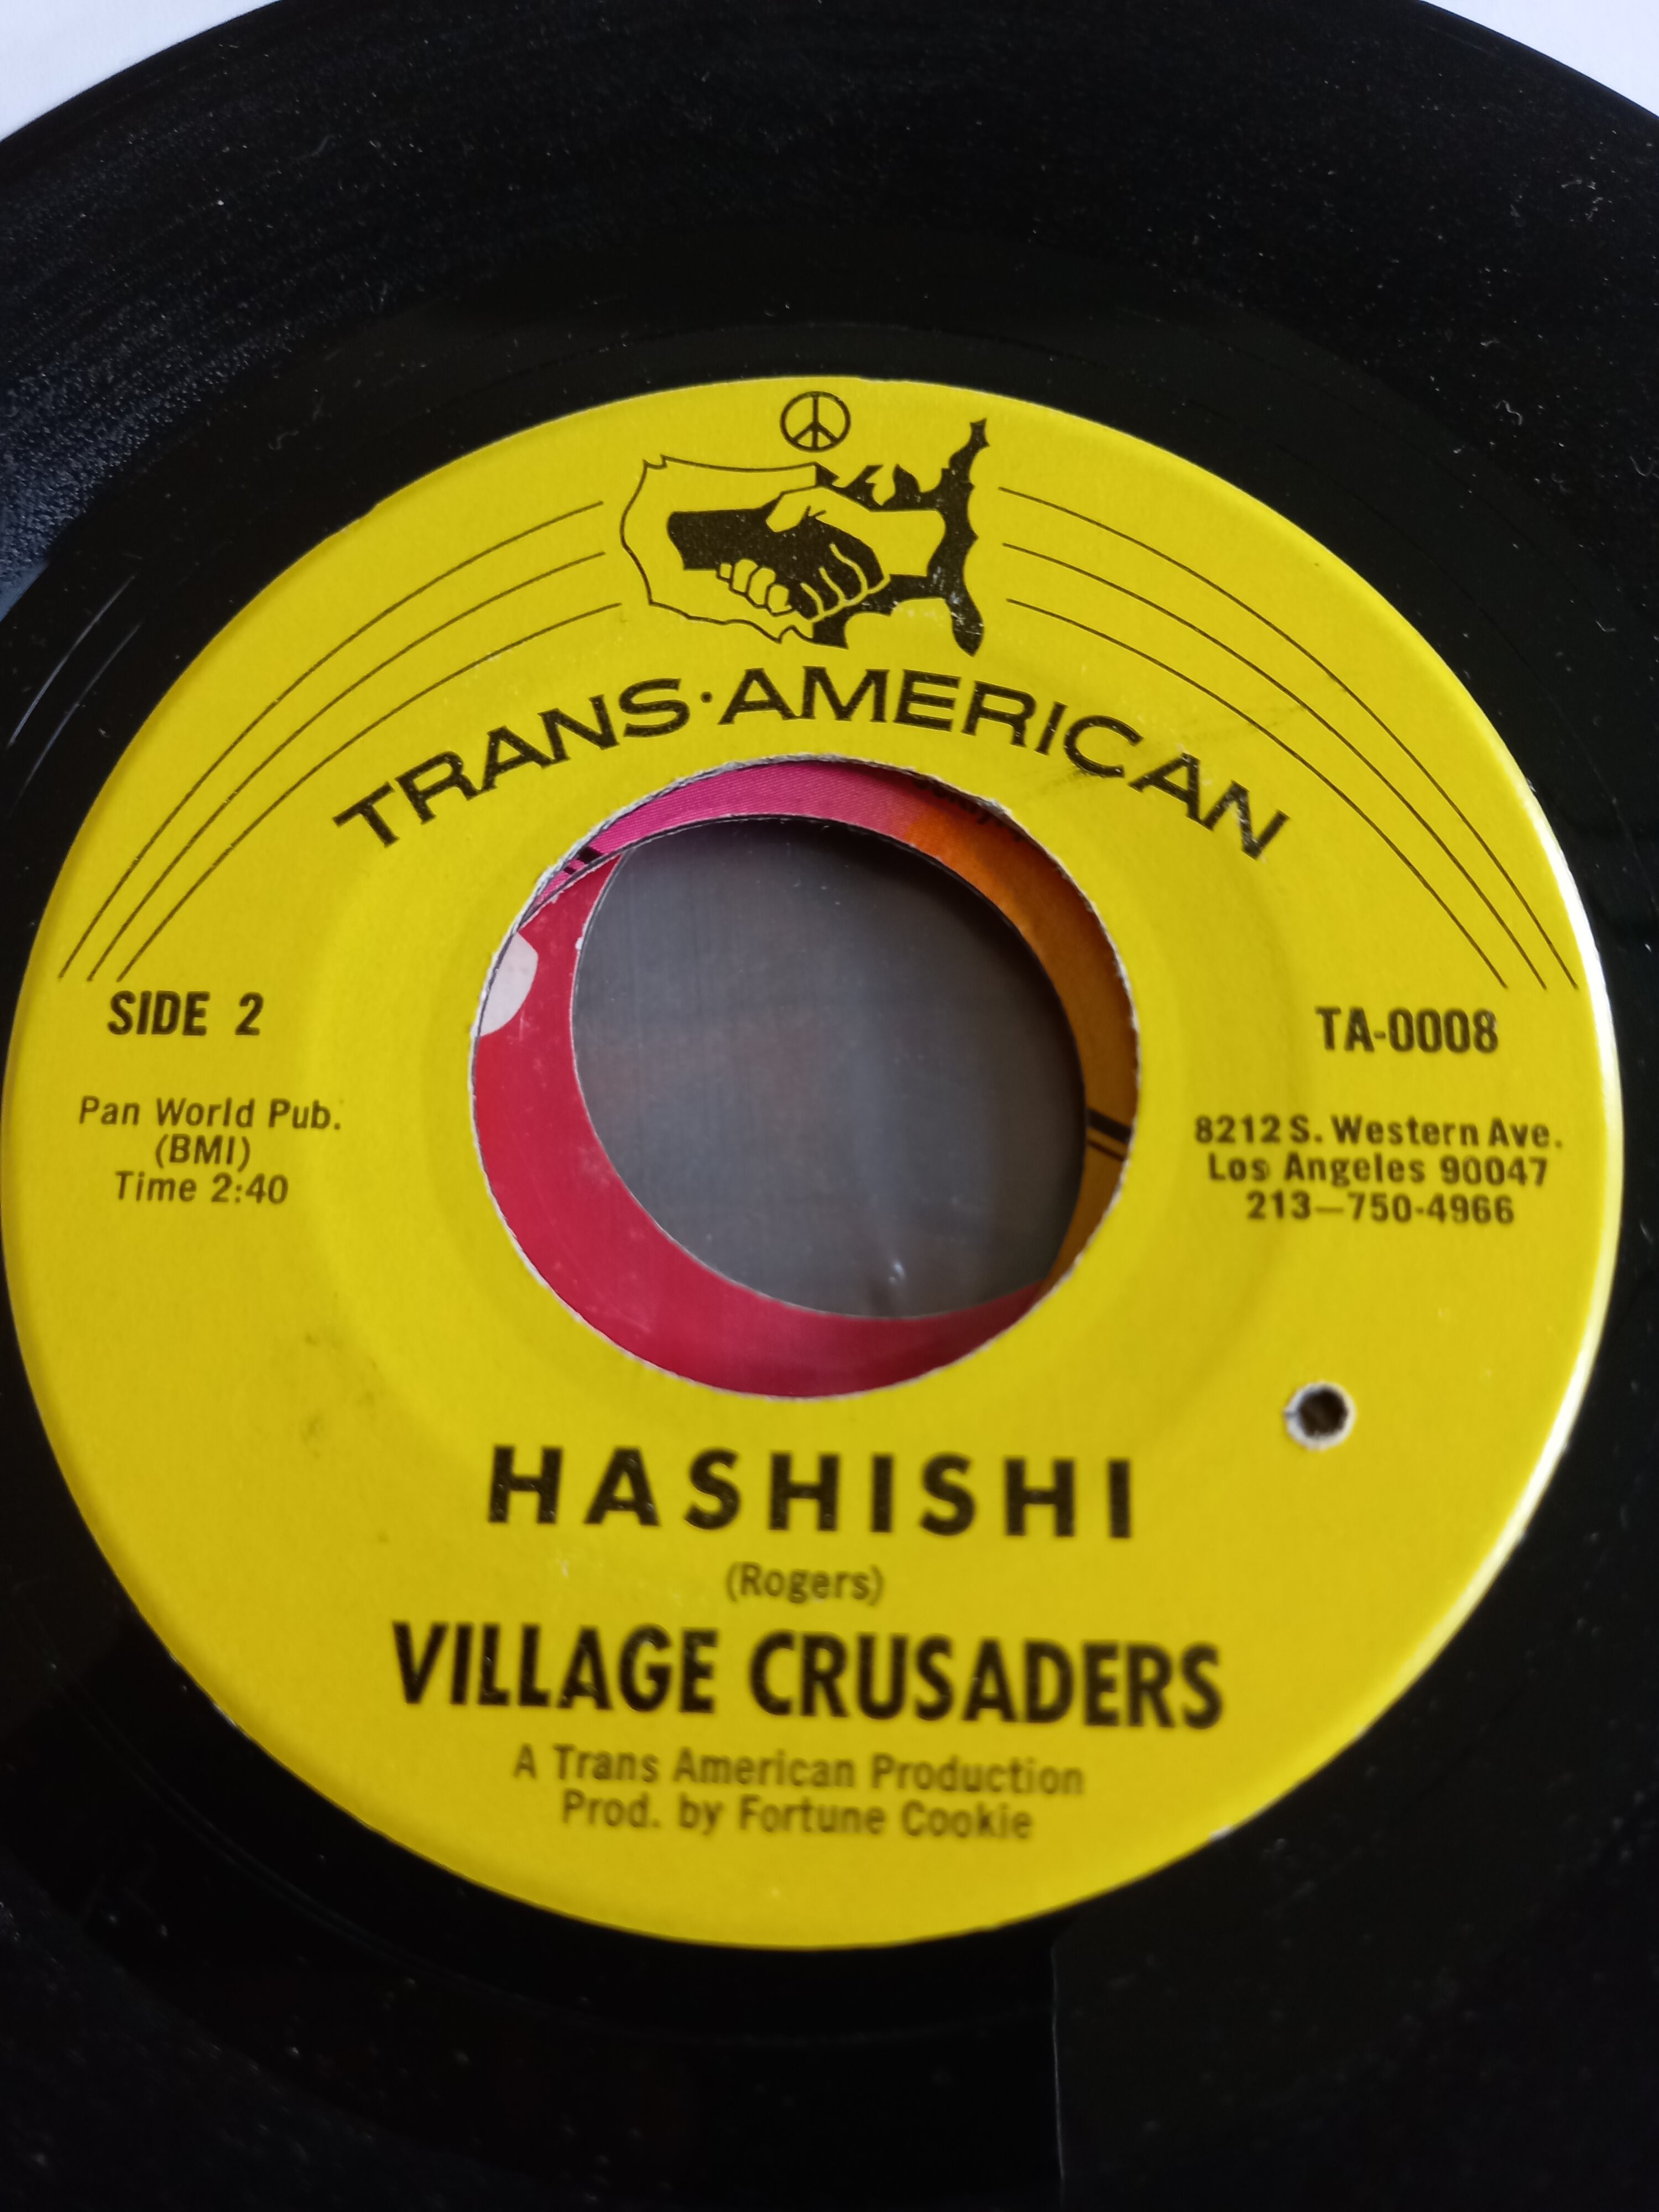 TRANS·AMERICAN
SIDE 2
Pan World Pub.
(BMI)
Time 2:40
TA-0008
8212 S. Western Ave.
Los Angeles 90047
213—750-4966
HASHISHI
(Rogers)
VILLAGE CRUSADERS
A Trans American Production
Prod. by Fortune Cookie